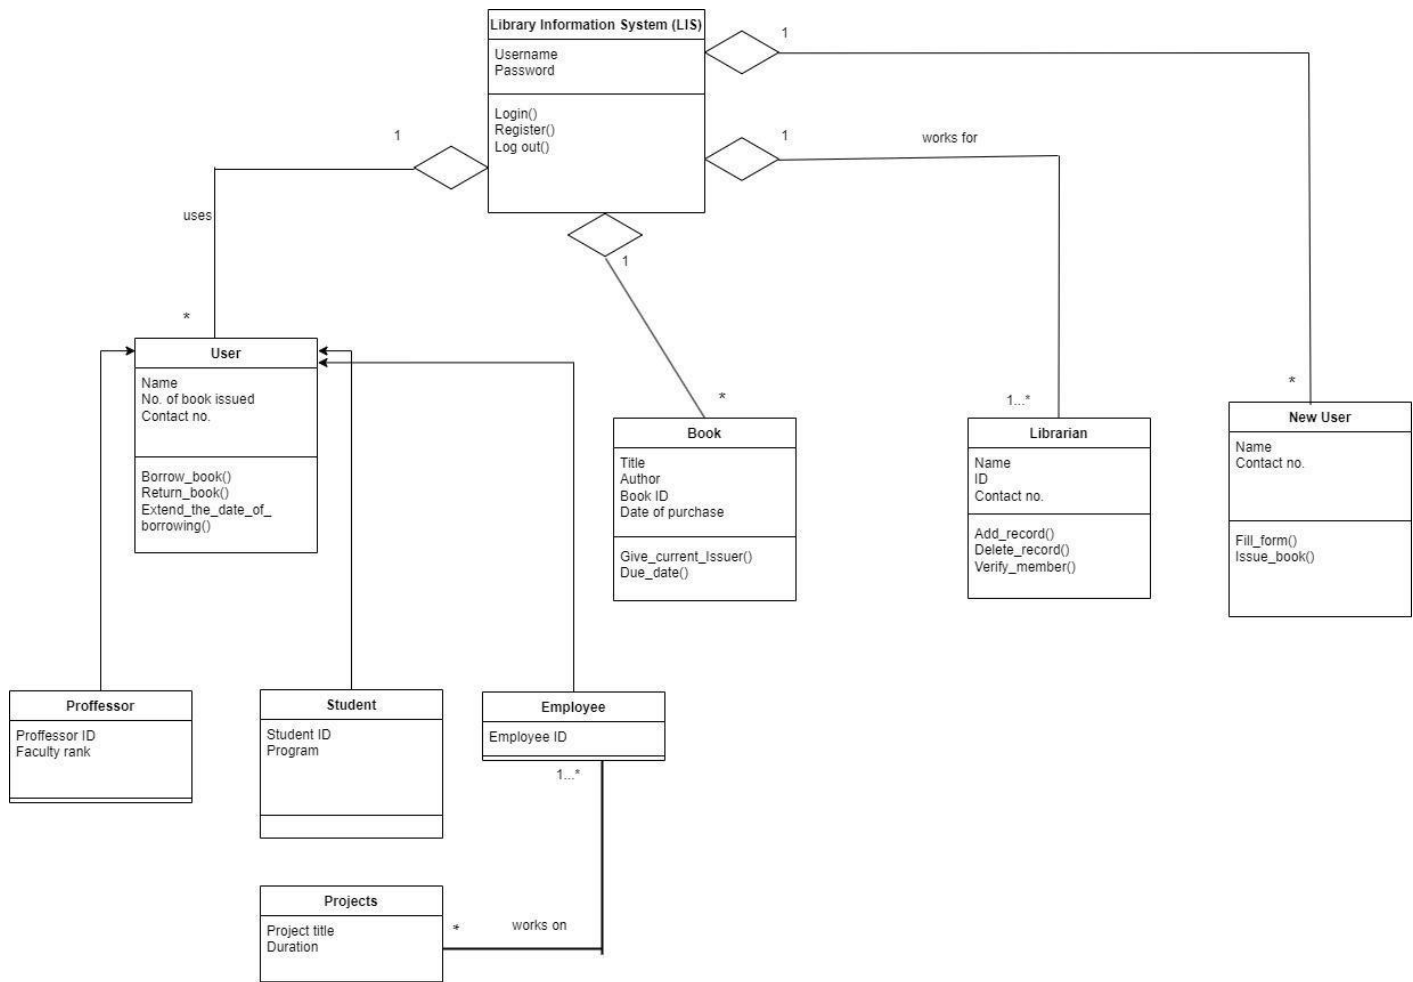 Library Information System (LIS)
Username
Password
Login()
Register()
Log out()
1
1
1
works for
1
uses
*
*
1...*
*
User
Name
No. of book issued
Contact no.
Borrow_book()
Return_book()
Extend_the_date_of_
borrowing()
Book
Title
Author
Book ID
Date of purchase
Give_current_Issuer()
Due_date()
Librarian
Name
ID
Contact no.
Add_record()
Delete_record()
Verify_member()
New User
Name
Contact no.
Fill_form()
Issue_book()
Proffessor
Proffessor ID
Faculty rank
Student
Student ID
Program
Employee
Employee ID
1...*
Projects
Project title
Duration
*
works on